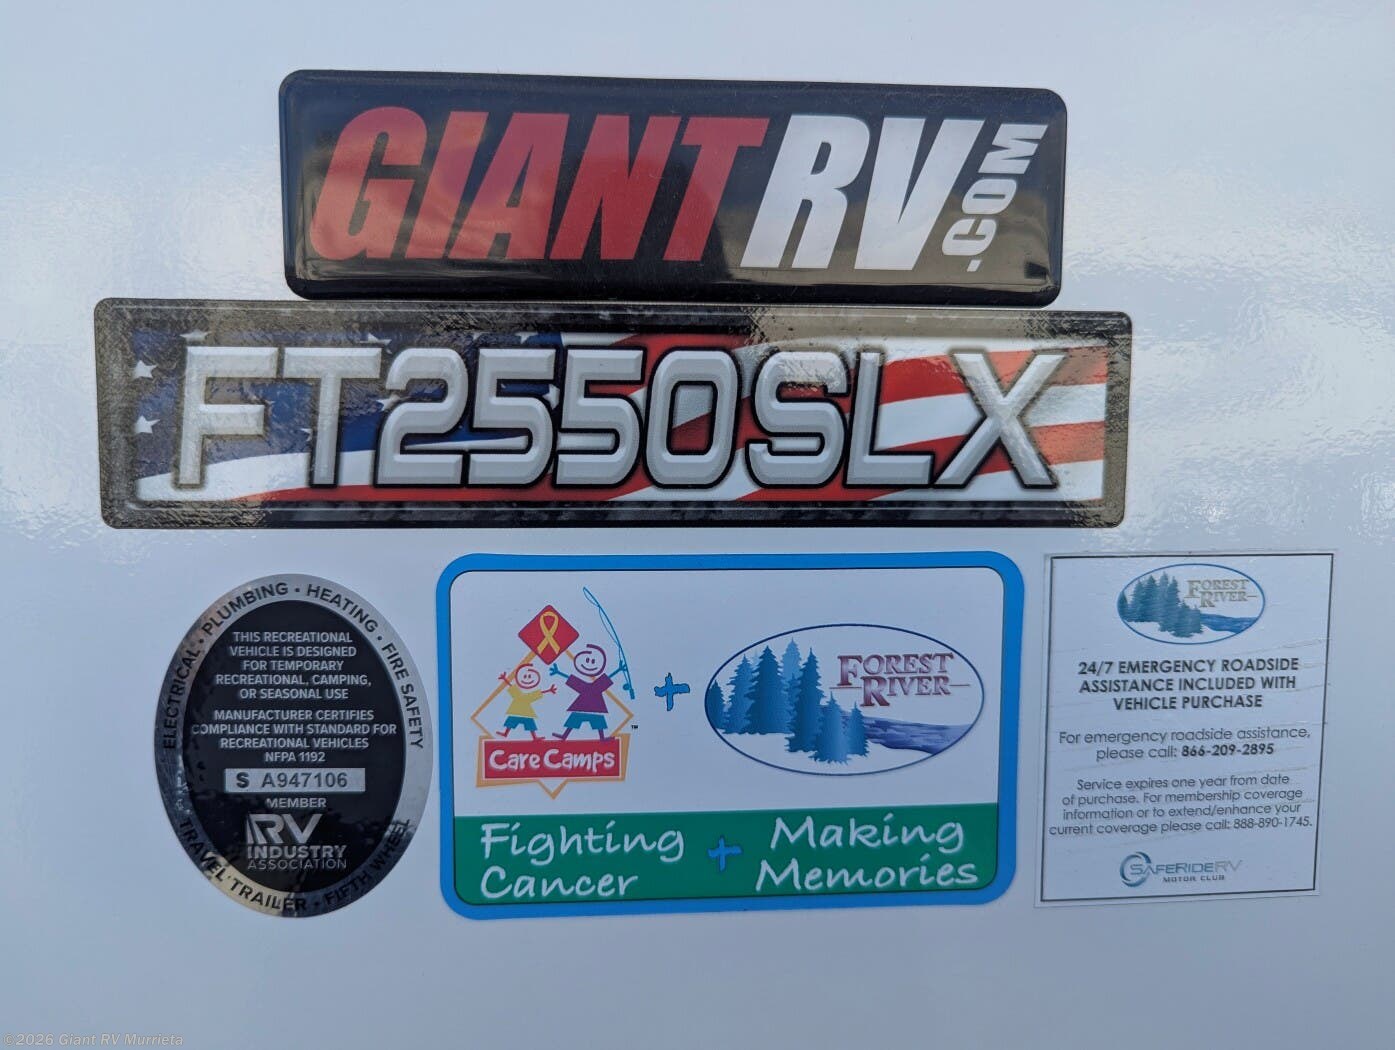 GIANTRV.COM
FT2550SLX
ELECTRICAL • PLUMBING • HEATING • FIRE SAFETY
THIS RECREATIONAL
VEHICLE IS DESIGNED
FOR TEMPORARY
RECREATIONAL, CAMPING,
OR SEASONAL USE
MANUFACTURER CERTIFIES
COMPLIANCE WITH STANDARD FOR
RECREATIONAL VEHICLES
NFPA 1192
S A947106
MEMBER
RV
INDUSTRY
ASSOCIATION
TRAVEL TRAILER • FIFTH WHEEL
Care Camps
™
+
FOREST
RIVER
Fighting
Cancer
+
Making
Memories
FOREST
RIVER
24/7 EMERGENCY ROADSIDE
ASSISTANCE INCLUDED WITH
VEHICLE PURCHASE
For emergency roadside assistance,
please call: 866-209-2895
Service expires one year from date
of purchase. For membership coverage
information or to extend/enhance your
current coverage please call: 888-890-1745.
SAFERIDERV
MOTOR CLUB
©2026 Giant RV Murrieta